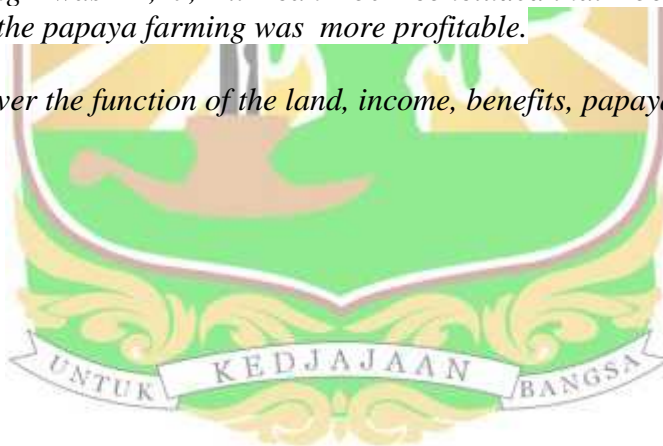 the papaya farming was more profitable.
ver the function of the land, income, benefits, papaya
UNTUK KEDJAJAAN BANGSA